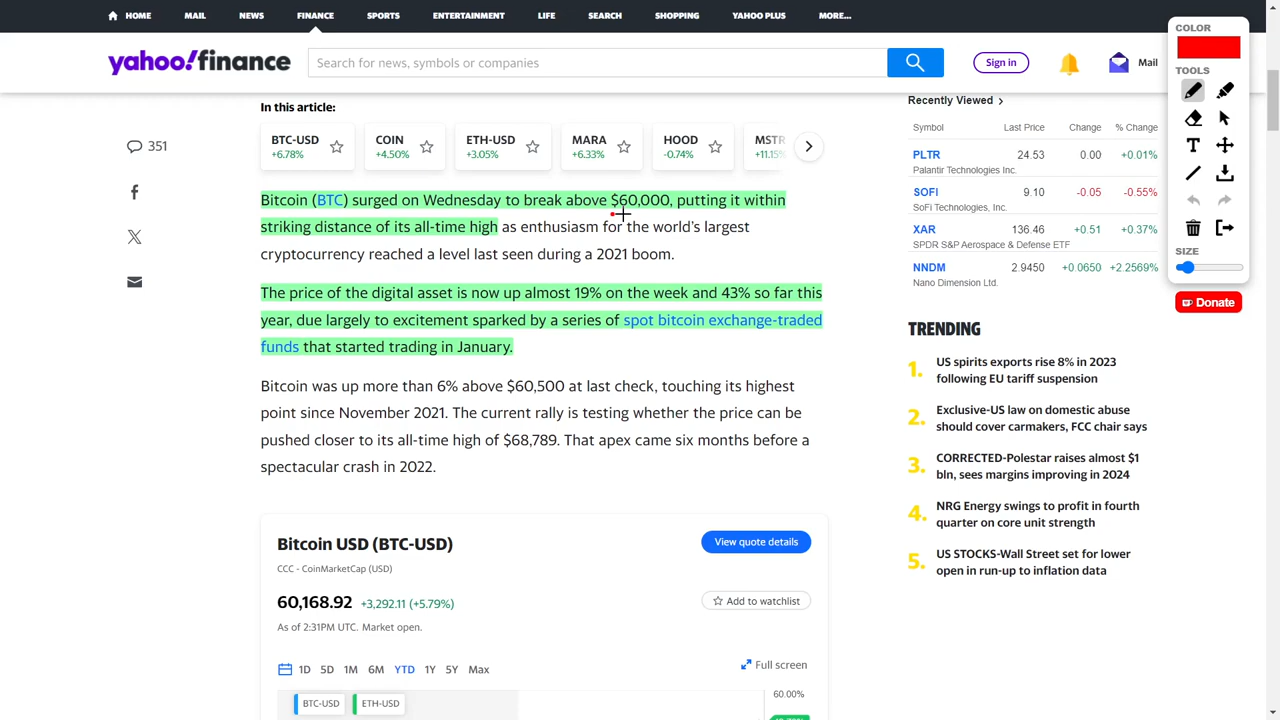 HOME MAIL NEWS FINANCE SPORTS ENTERTAINMENT LIFE SEARCH SHOPPING YAHOO PLUS MORE...
yahoo!finance
Search for news, symbols or companies
Sign in
Mail
In this article:
BTC-USD
+6.78%
COIN
+4.50%
ETH-USD
+3.05%
MARA
+6.33%
HOOD
-0.74%
MSTR
+11.15%
351
Bitcoin (BTC) surged on Wednesday to break above $60,000, putting it within
striking distance of its all-time high as enthusiasm for the world's largest
cryptocurrency reached a level last seen during a 2021 boom.
The price of the digital asset is now up almost 19% on the week and 43% so far this
year, due largely to excitement sparked by a series of spot bitcoin exchange-traded
funds that started trading in January.
Bitcoin was up more than 6% above $60,500 at last check, touching its highest
point since November 2021. The current rally is testing whether the price can be
pushed closer to its all-time high of $68,789. That apex came six months before a
spectacular crash in 2022.
Bitcoin USD (BTC-USD)
View quote details
CCC - CoinMarketCap (USD)
60,168.92 +3,292.11 (+5.79%)
Add to watchlist
As of 2:31PM UTC. Market open.
1D 5D 1M 6M YTD 1Y 5Y Max
Full screen
BTC-USD ETH-USD
60.00%
Recently Viewed
Symbol Last Price Change % Change
PLTR 24.53 0.00 +0.01%
Palantir Technologies Inc.
SOFI 9.10 -0.05 -0.55%
SoFi Technologies, Inc.
XAR 136.46 +0.51 +0.37%
SPDR S&P Aerospace & Defense ETF
NNDM 2.9450 +0.0650 +2.2569%
Nano Dimension Ltd.
TRENDING
1. US spirits exports rise 8% in 2023
following EU tariff suspension
2. Exclusive-US law on domestic abuse
should cover carmakers, FCC chair says
3. CORRECTED-Polestar raises almost $1
bln, sees margins improving in 2024
4. NRG Energy swings to profit in fourth
quarter on core unit strength
5. US STOCKS-Wall Street set for lower
open in run-up to inflation data
COLOR
TOOLS
T
SIZE
Donate